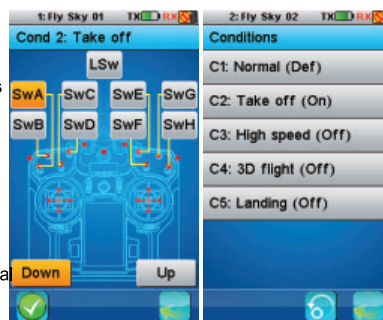 1: Fly Sky 01 TX RX
Cond 2: Take off
LSw
SwA SwC SwE SwG
SwB SwD SwF SwH
Down Up
2: Fly Sky 02 TX RX
Conditions
C1: Normal (Def)
C2: Take off (On)
C3: High speed (Off)
C4: 3D flight (Off)
C5: Landing (Off)